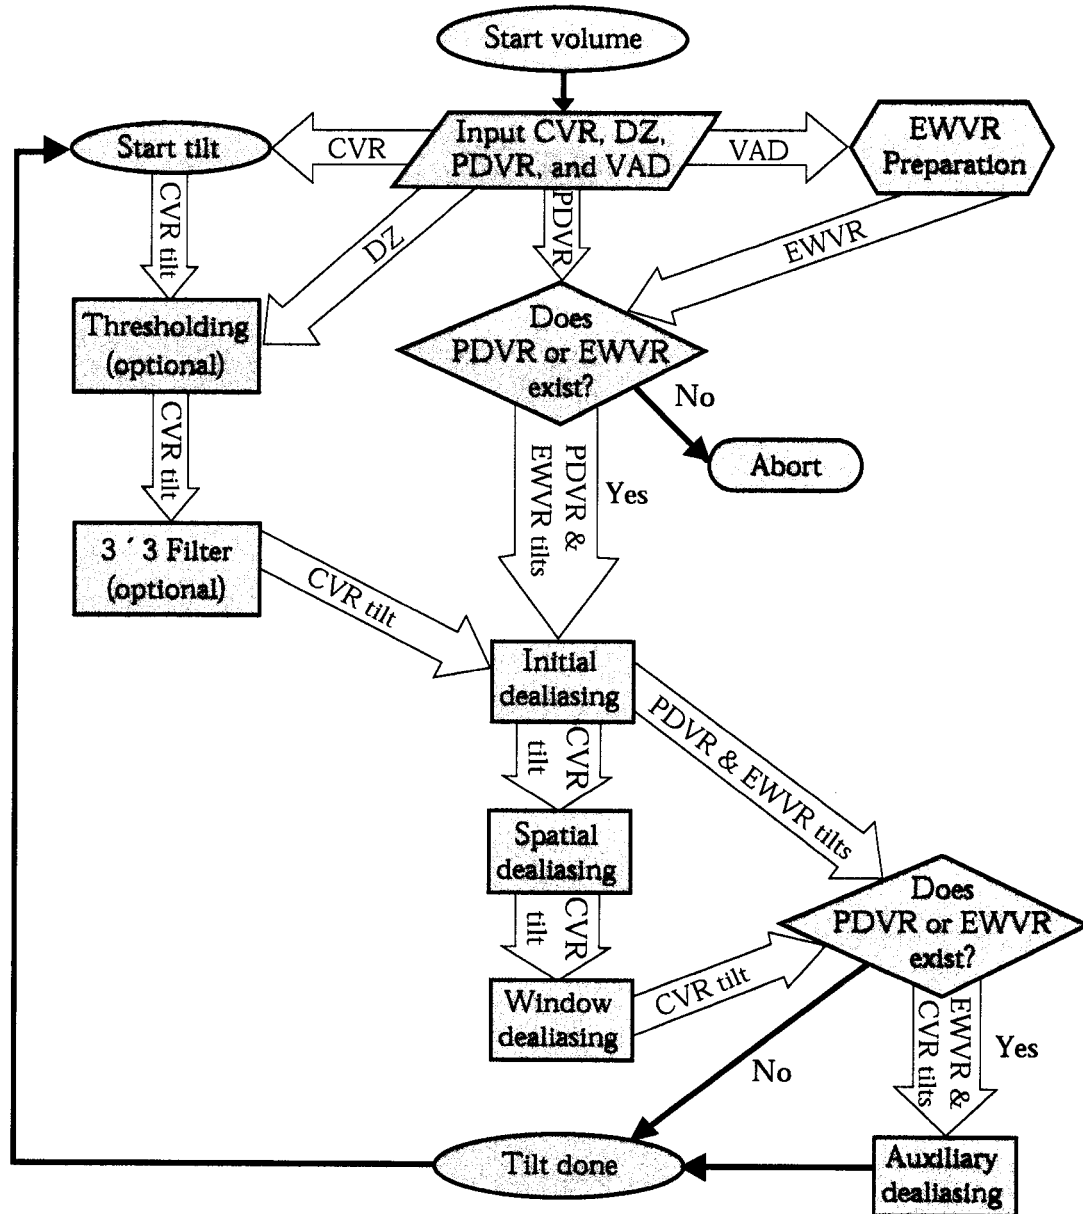 Start volume
Start tilt
CVR
Input CVR, DZ,
PDVR, and VAD
VAD
EWVR
Preparation
CVR tilt
DZ
PDVR
EWVR
Thresholding
(optional)
Does
PDVR or EWVR
exist?
No
Abort
CVR tilt
PDVR &
EWVR tilts
Yes
3 ´ 3 Filter
(optional)
CVR tilt
Initial
dealiasing
CVR
tilt
PDVR & EWVR tilts
Spatial
dealiasing
CVR
tilt
Does
PDVR or EWVR
exist?
Window
dealiasing
CVR tilt
No
EWVR &
CVR tilts
Yes
Tilt done
Auxiliary
dealiasing